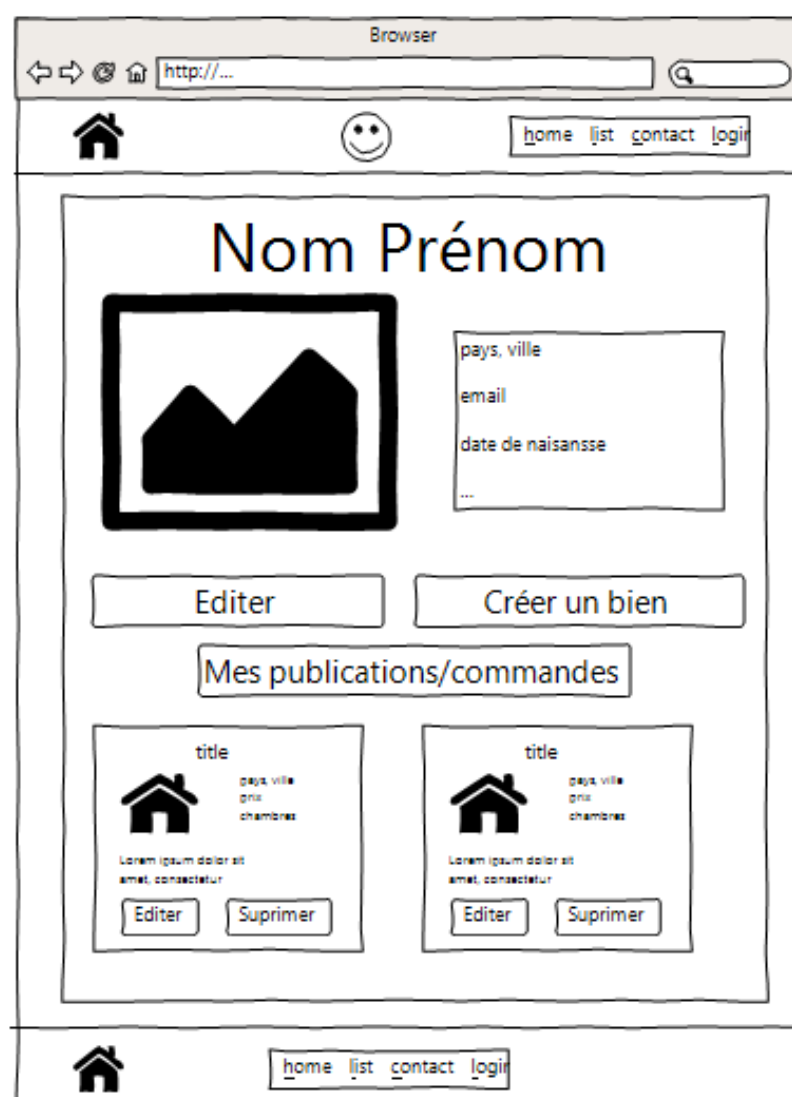 Browser
http://...
home list contact login
Nom Prénom
pays, ville
email
date de naisansse
...
Editer
Créer un bien
Mes publications/commandes
title
pays, ville
prix
chambres
Lorem ipsum dolor sit
amet, consectetur
Editer Suprimer
title
pays, ville
prix
chambres
Lorem ipsum dolor sit
amet, consectetur
Editer Suprimer
home list contact login